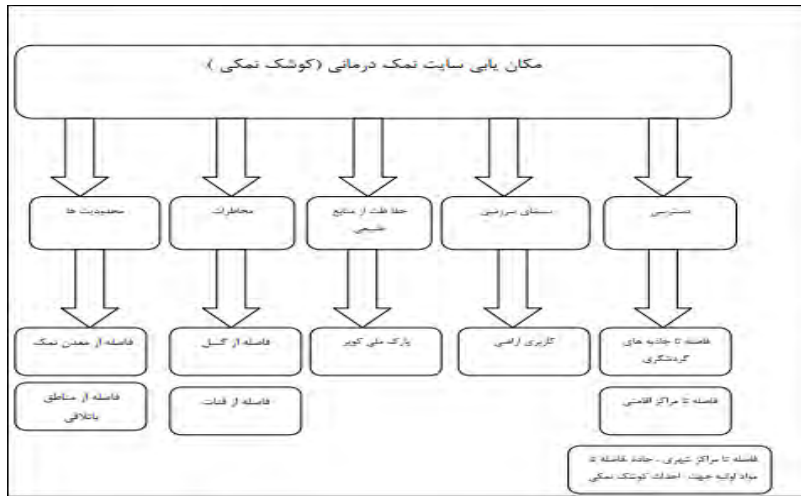 مکان یابی سایت نمک درمانی (کوشک نمکی ):
دسترسی
سیمای سرزمین
حفا ظت از منابع
طبیعی
مخاطرات
محدودیت ها
فاصله تا جاذبه های
گردشگری
کاربری اراضی
پارک ملی کویر
فاصله از گسل
فاصله از معدن نمک
فاصله تا مراکز اقامتی
فاصله از قنات
فاصله از مناطق
باتلاقی
فاصله تا مراکز شهری - جاده فاصله تا
مواد اولیه جهت احداث کوشک نمکی